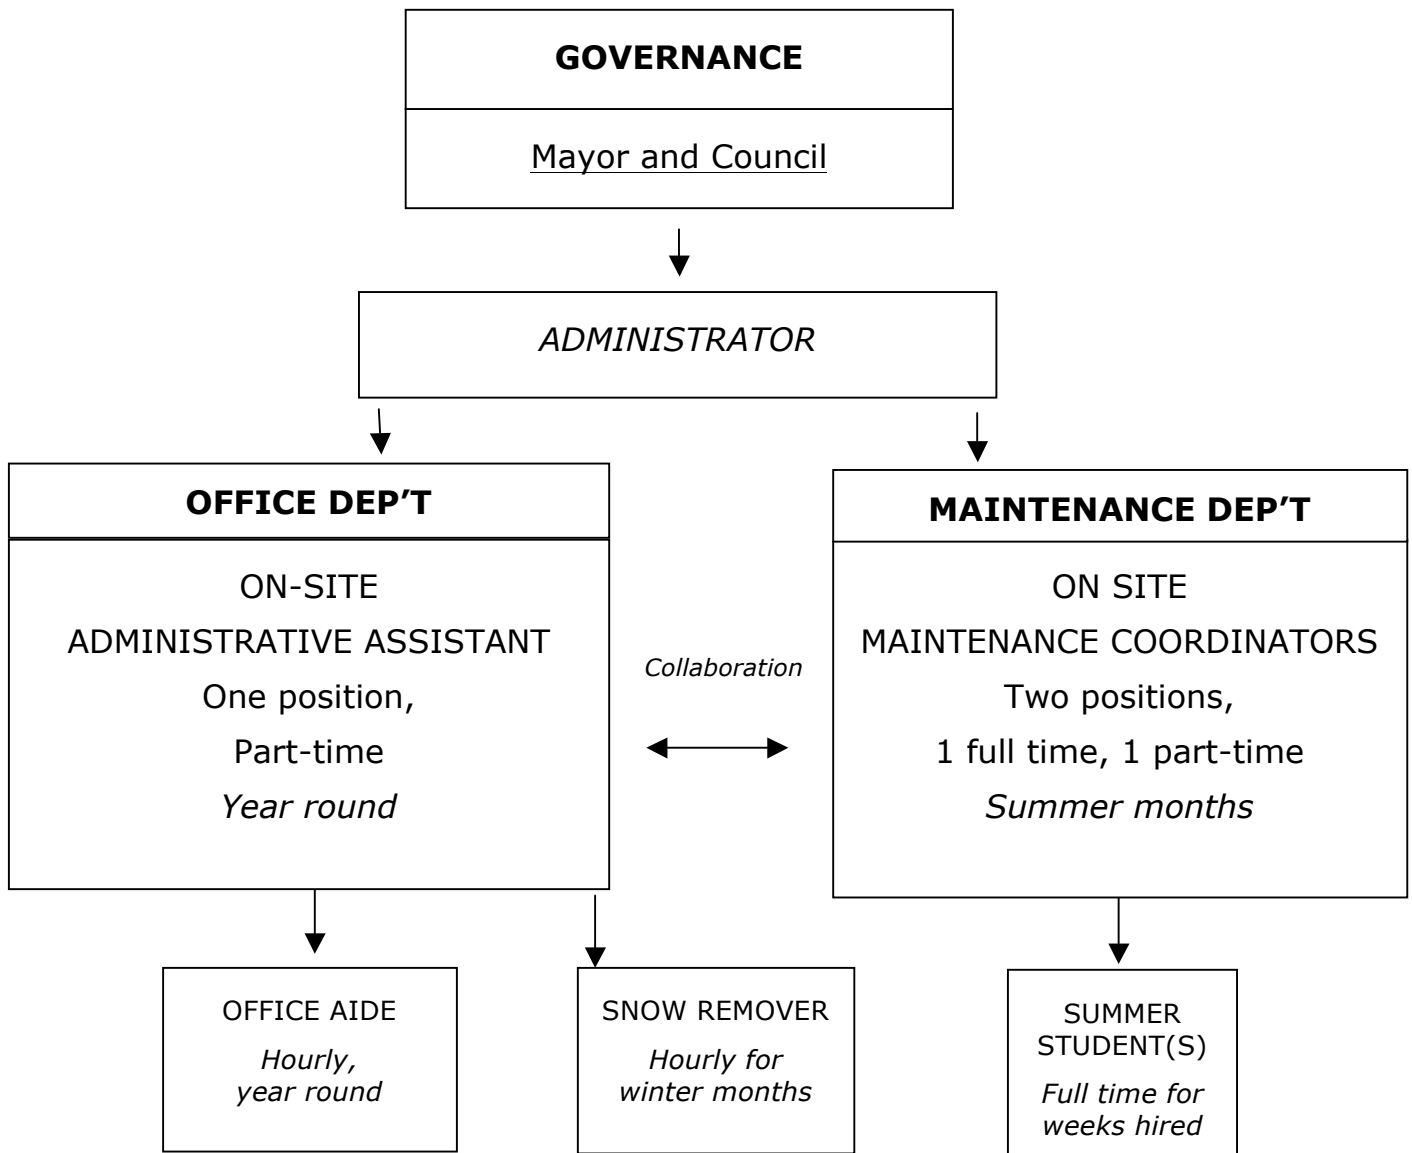 GOVERNANCE
Mayor and Council
ADMINISTRATOR
OFFICE DEP’T
ON-SITE
ADMINISTRATIVE ASSISTANT
One position,
Part-time
Year round
Collaboration
MAINTENANCE DEP’T
ON SITE
MAINTENANCE COORDINATORS
Two positions,
1 full time, 1 part-time
Summer months
OFFICE AIDE
Hourly,
year round
SNOW REMOVER
Hourly for
winter months
SUMMER
STUDENT(S)
Full time for
weeks hired